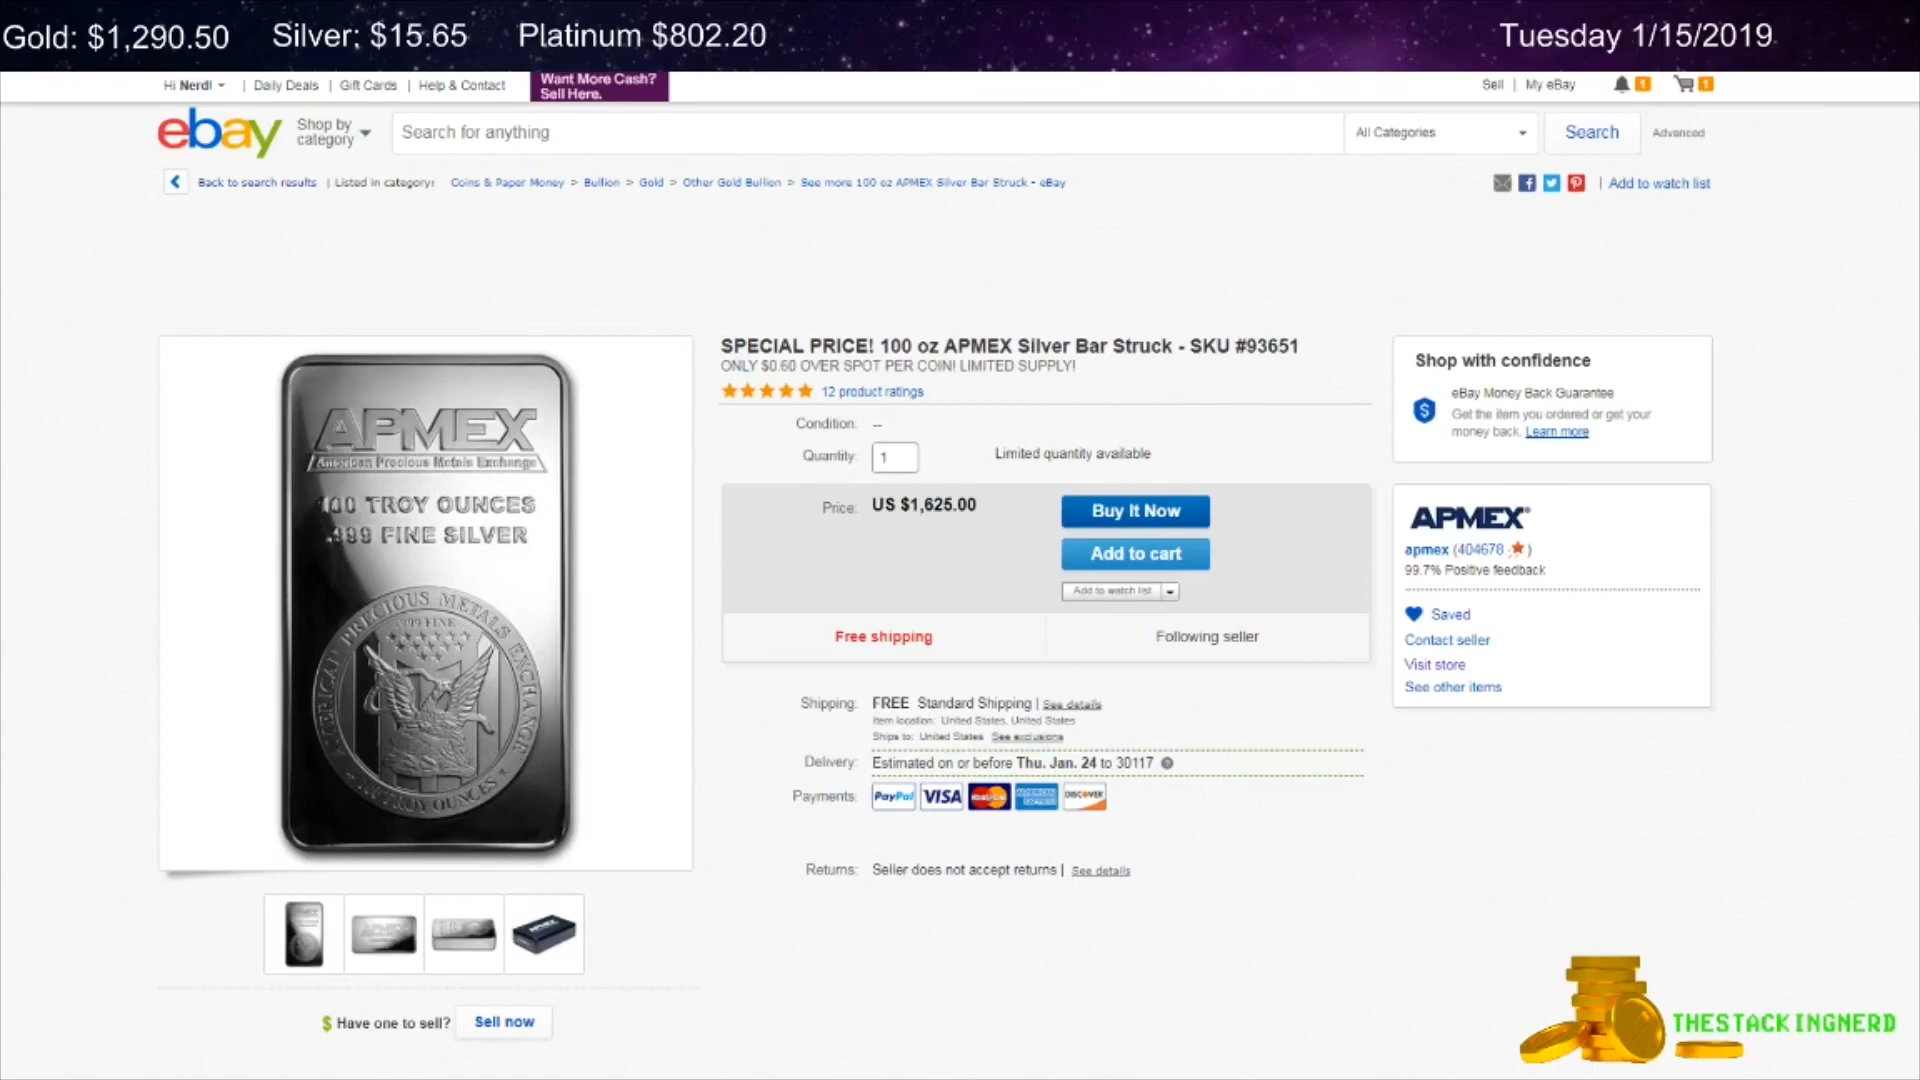 Gold: $1,290.50 Silver: $15.65 Platinum $802.20 Tuesday 1/15/2019
Hi Nerd! | Daily Deals | Gift Cards | Help & Contact
Want More Cash?
Sell Here.
Sell | My eBay 1 1
ebay
Shop by
category
Search for anything
All Categories
Search
Advanced
Back to search results | Listed in category: Coins & Paper Money > Bullion > Gold > Other Gold Bullion > See more 100 oz APMEX Silver Bar Struck - eBay
| Add to watch list
SPECIAL PRICE! 100 oz APMEX Silver Bar Struck - SKU #93651
ONLY $0.60 OVER SPOT PER COIN! LIMITED SUPPLY!
12 product ratings
Condition: --
Quantity: 1 Limited quantity available
Price: US $1,625.00
Buy It Now
Add to cart
Add to watch list
Free shipping
Following seller
Shipping: FREE Standard Shipping | See details
Item location: United States, United States
Ships to: United States See exclusions
Delivery: Estimated on or before Thu. Jan. 24 to 30117
Payments: PayPal VISA MasterCard AMERICAN EXPRESS DISCOVER
Returns: Seller does not accept returns | See details
Shop with confidence
eBay Money Back Guarantee
Get the item you ordered or get your
money back. Learn more
APMEX
apmex (404678)
99.7% Positive feedback
Saved
Contact seller
Visit store
See other items
APMEX
American Precious Metals Exchange
100 TROY OUNCES
.999 FINE SILVER
AMERICAN PRECIOUS METALS EXCHANGE
.999 FINE
100 TROY OUNCES
$ Have one to sell? Sell now
THESTACKINGNERD